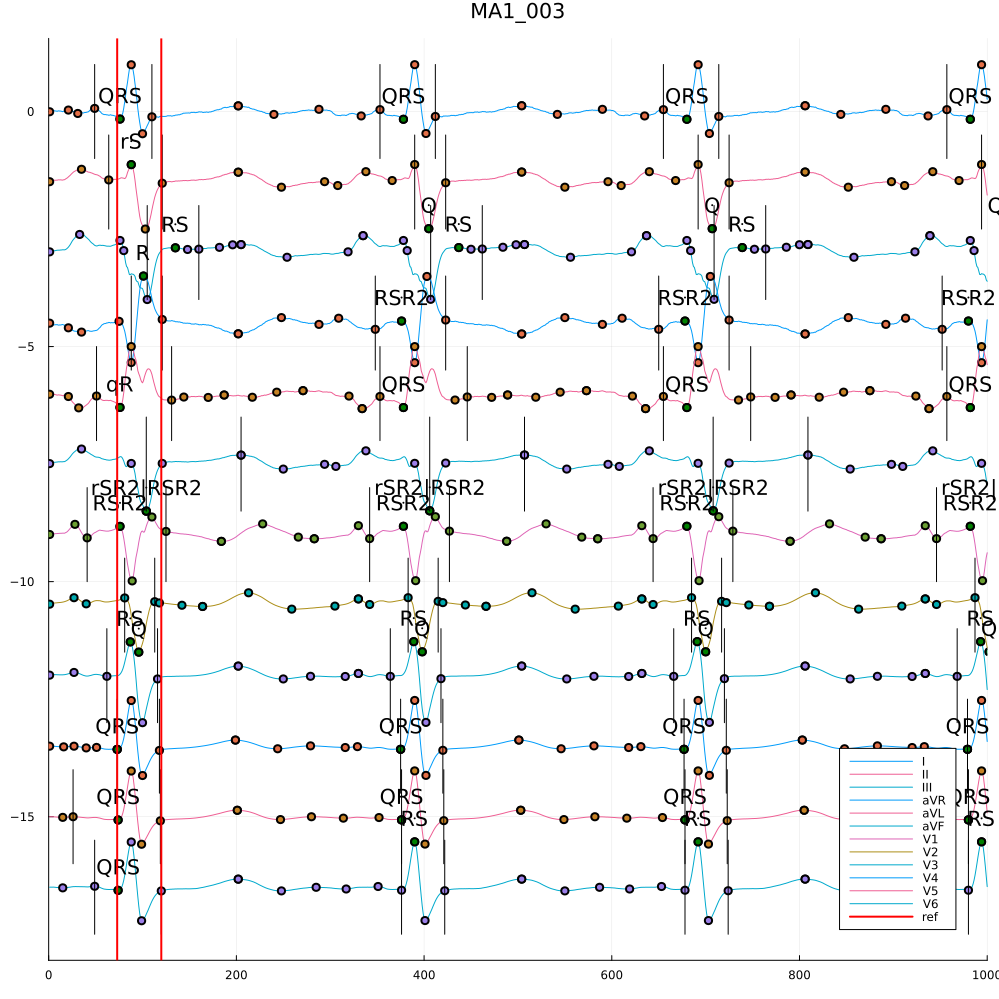 MA1_003
0
QRS QRS QRS QRS
rS
Q Q Q
RS RS RS
R
RSR2 RSR2 RSR2
-5
qR QRS QRS QRS
rSR2 RSR2 rSR2 RSR2 rSR2
RSR2 RSR2 RSR2 RSR2
-10
RS RS RS RS
Q Q Q Q
QRS QRS QRS QRS
I
II
III
aVR
aVL
aVF
V1
V2
V3
V4
V5
V6
ref
QRS QRS QRS QRS
-15
RS RS RS
QRS
0 200 400 600 800 1000